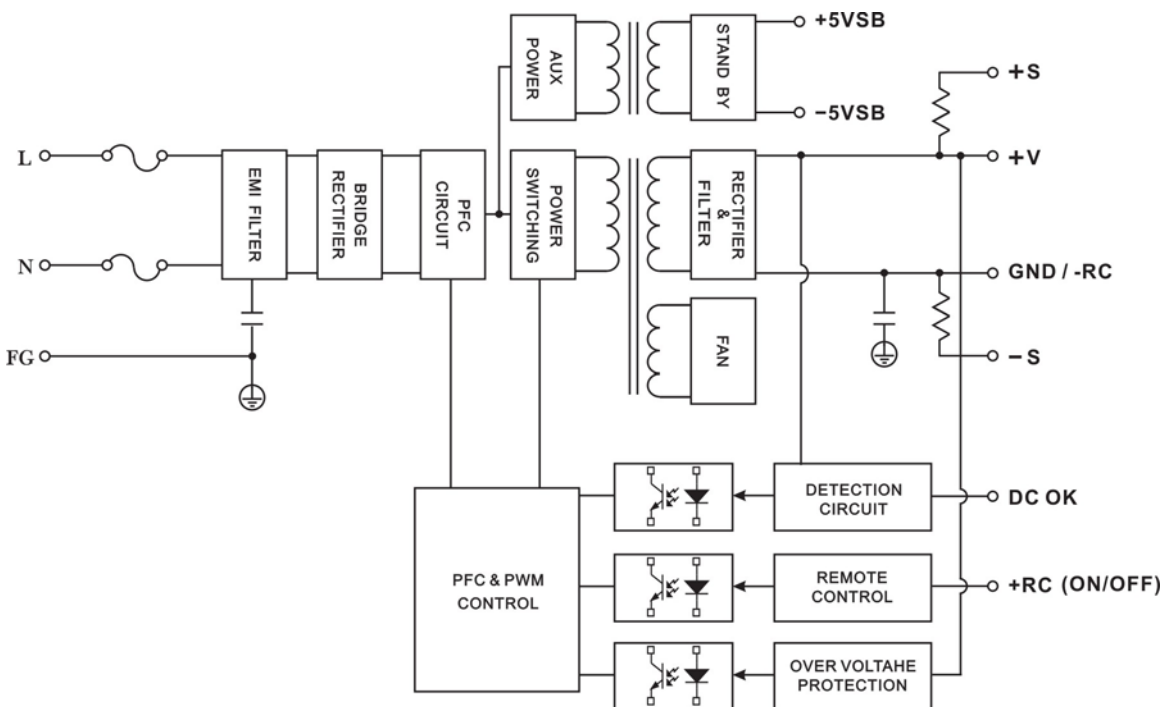 +5VSB
AUX
POWER
STAND BY
+S
−5VSB
L
+V
EMI FILTER
BRIDGE
RECTIFIER
PFC
CIRCUIT
POWER
SWITCHING
RECTIFIER
&
FILTER
N
GND / -RC
FAN
FG
−S
DETECTION
CIRCUIT
DC OK
PFC & PWM
CONTROL
REMOTE
CONTROL
+RC (ON/OFF)
OVER VOLTAHE
PROTECTION